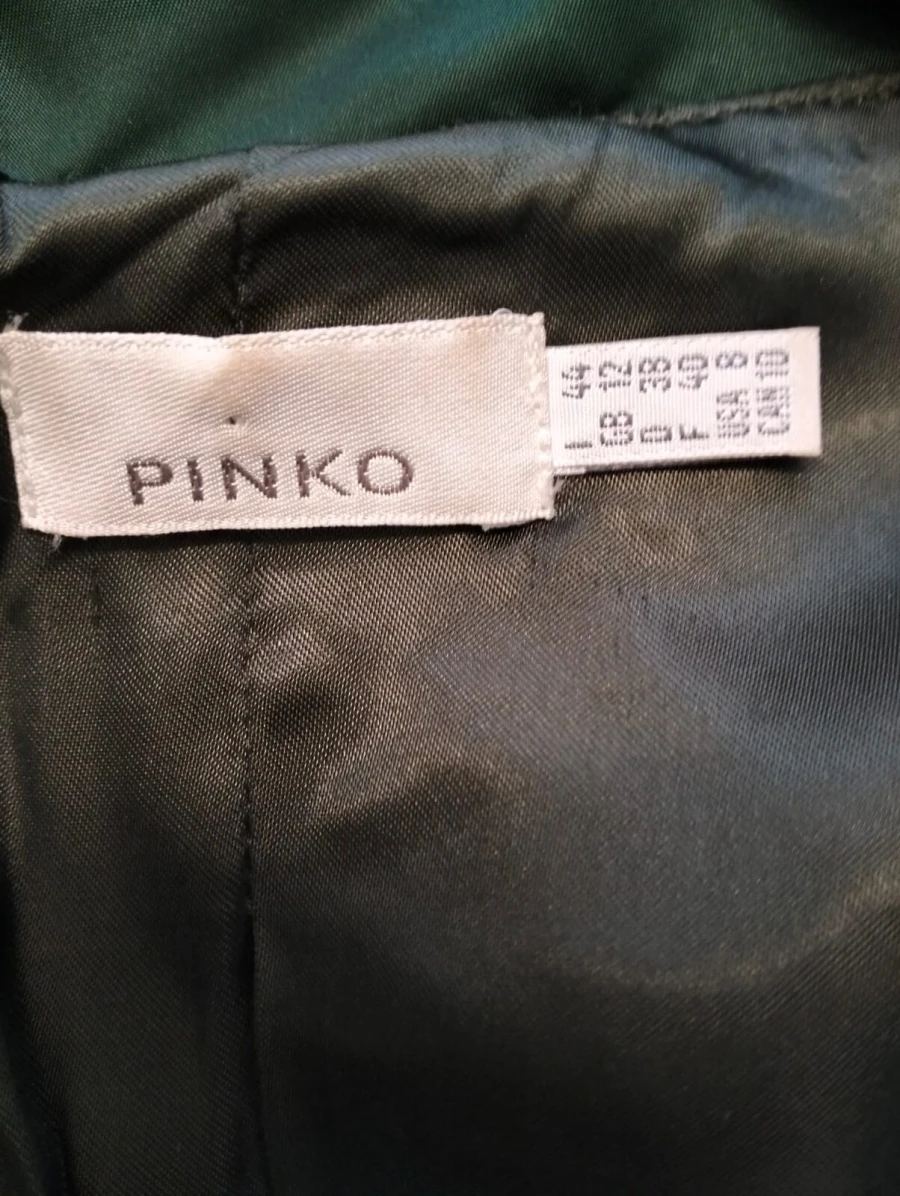 PINKO
I 44
GB 12
D 38
F 40
USA 8
CAN 10